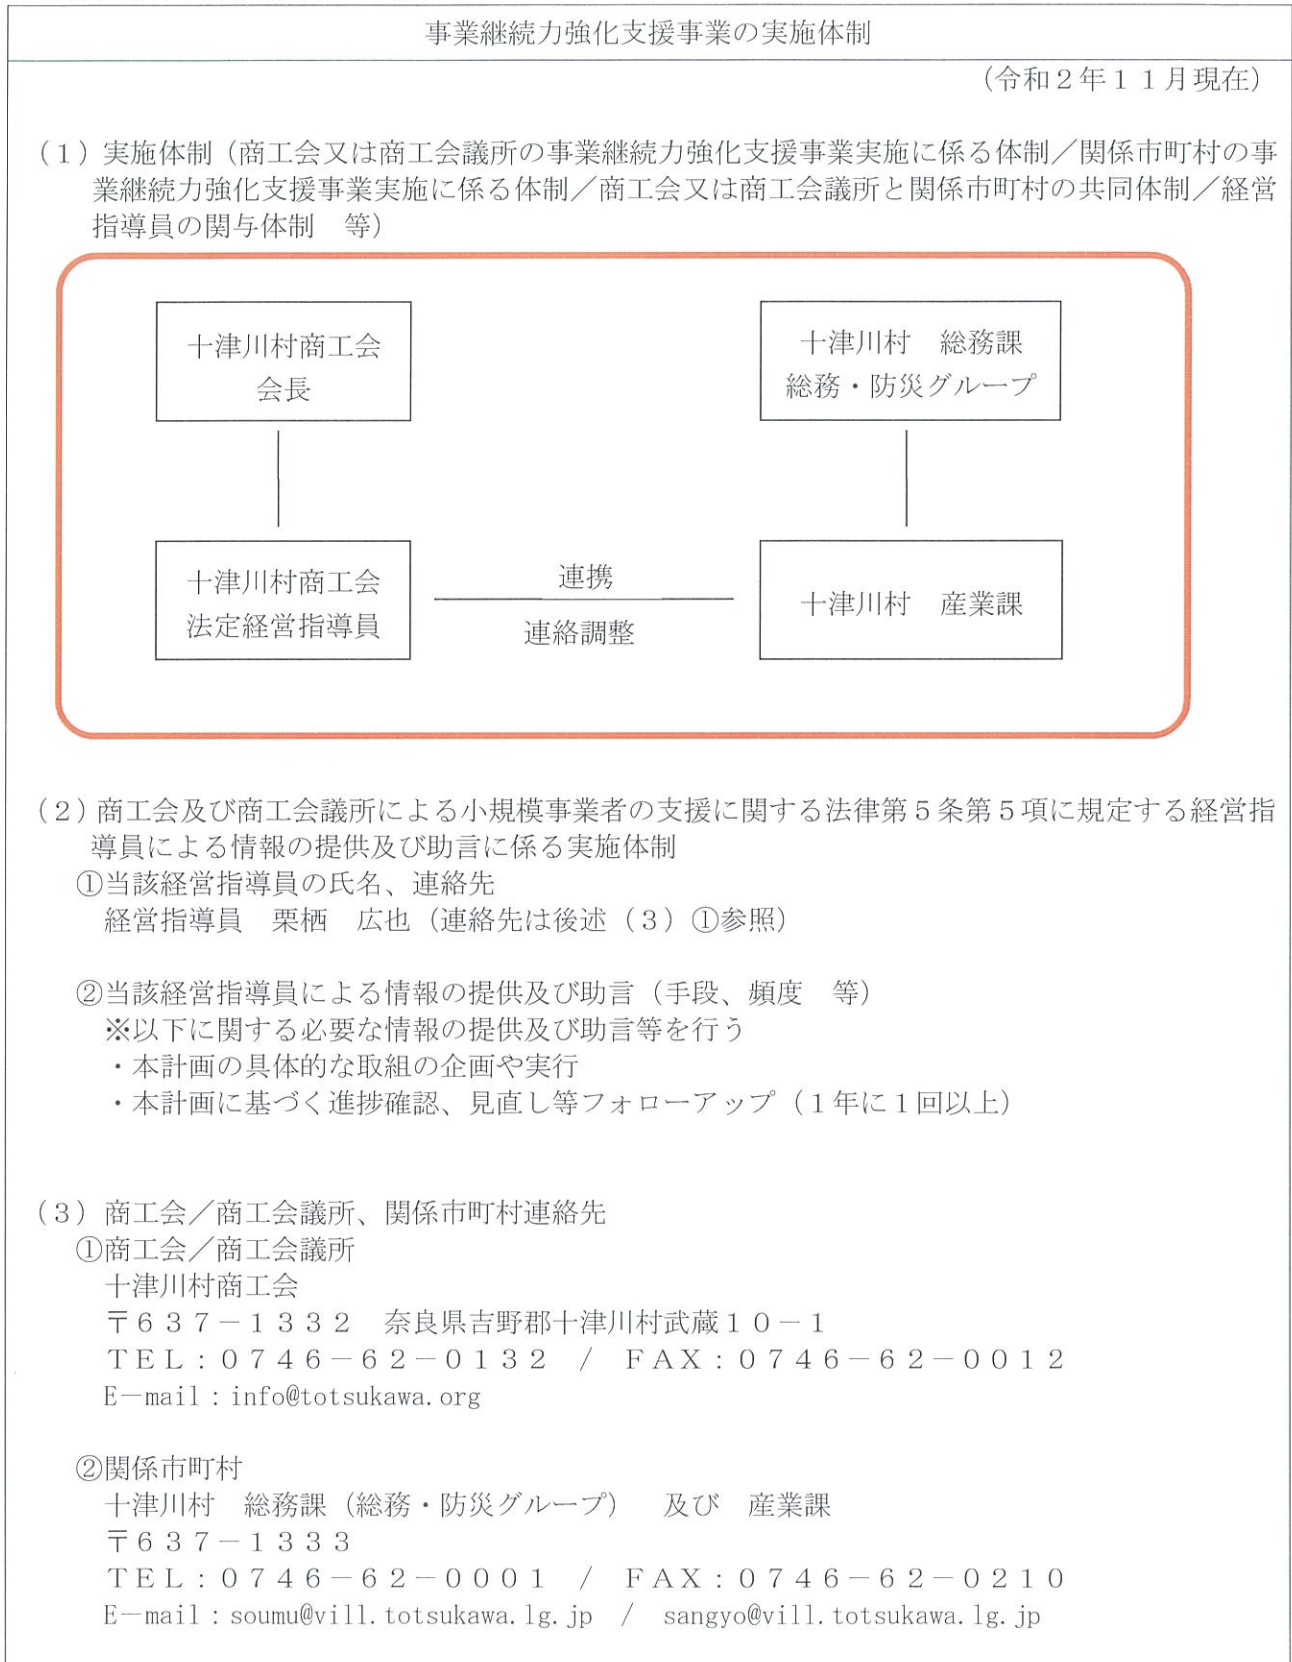 事業継続力強化支援事業の実施体制
（令和２年１１月現在）
（１）実施体制（商工会又は商工会議所の事業継続力強化支援事業実施に係る体制／関係市町村の事
業継続力強化支援事業実施に係る体制／商工会又は商工会議所と関係市町村の共同体制／経営
指導員の関与体制　等）
十津川村商工会
会長
十津川村　総務課
総務・防災グループ
十津川村商工会
法定経営指導員
連携
連絡調整
十津川村　産業課
（２）商工会及び商工会議所による小規模事業者の支援に関する法律第５条第５項に規定する経営指
導員による情報の提供及び助言に係る実施体制
①当該経営指導員の氏名、連絡先
経営指導員　栗栖　広也（連絡先は後述（３）①参照）
②当該経営指導員による情報の提供及び助言（手段、頻度　等）
※以下に関する必要な情報の提供及び助言等を行う
・本計画の具体的な取組の企画や実行
・本計画に基づく進捗確認、見直し等フォローアップ（１年に１回以上）
（３）商工会／商工会議所、関係市町村連絡先
①商工会／商工会議所
十津川村商工会
〒６３７－１３３２　奈良県吉野郡十津川村武蔵１０－１
ＴＥＬ：０７４６－６２－０１３２　/　ＦＡＸ：０７４６－６２－００１２
E－mail：info@totsukawa.org
②関係市町村
十津川村　総務課（総務・防災グループ）　及び　産業課
〒６３７－１３３３
ＴＥＬ：０７４６－６２－０００１　/　ＦＡＸ：０７４６－６２－０２１０
E－mail：soumu@vill.totsukawa.lg.jp　/　sangyo@vill.totsukawa.lg.jp